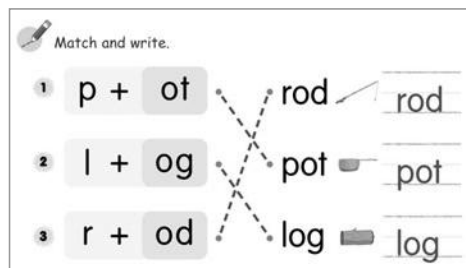 Match and write.
1 p + ot rod rod
2 l + og pot pot
3 r + od log log